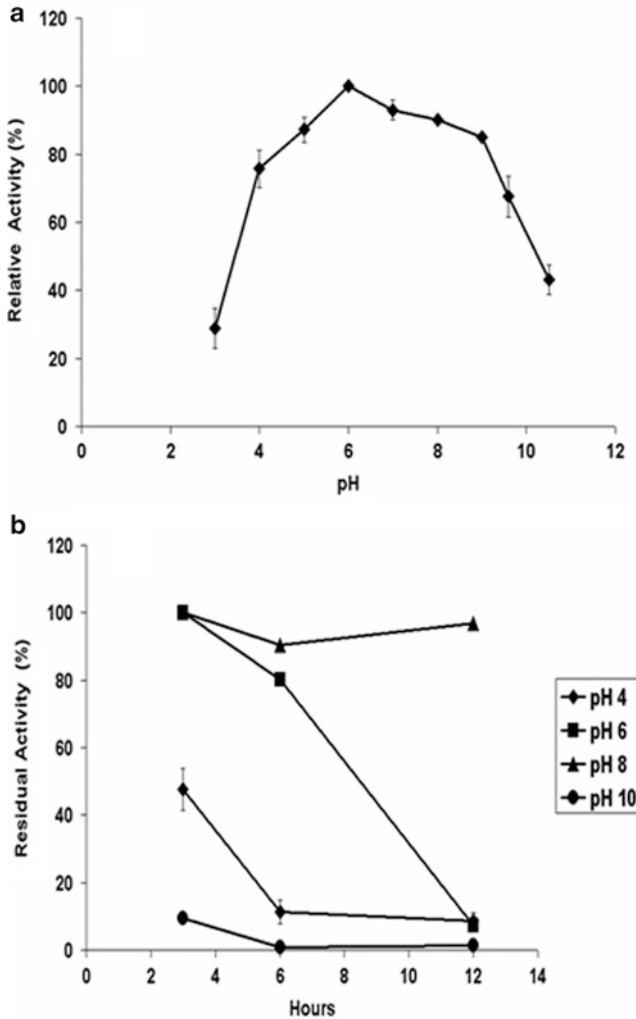 a
120
100
80
60
40
20
0
Relative Activity (%)
0 2 4 6 8 10 12
pH
b
120
100
80
60
40
20
0
Residual Activity (%)
0 2 4 6 8 10 12 14
Hours
pH 4
pH 6
pH 8
pH 10